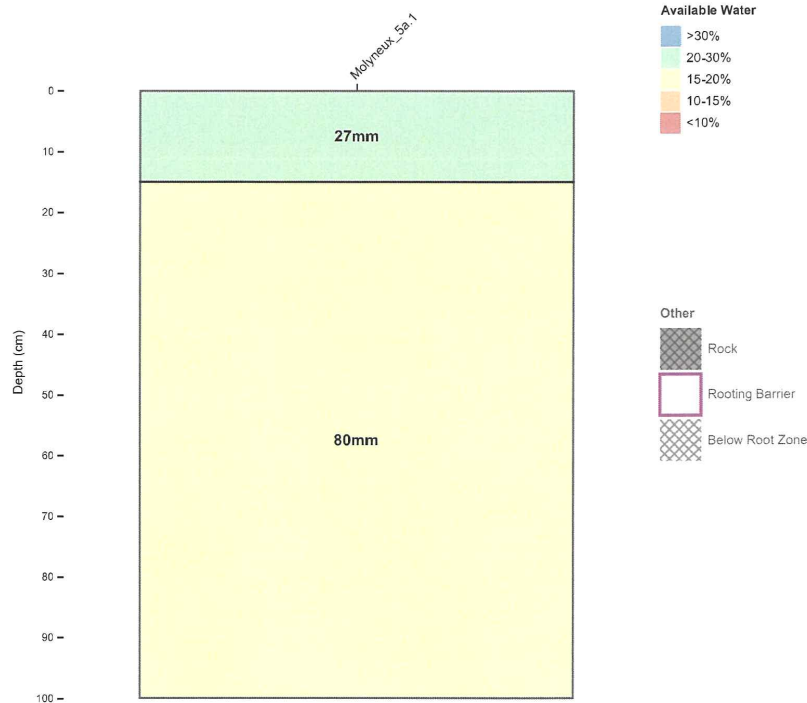 Molyneux_5a.1
Depth (cm)
0
10
20
30
40
50
60
70
80
90
100
27mm
80mm
Available Water
>30%
20-30%
15-20%
10-15%
<10%
Other
Rock
Rooting Barrier
Below Root Zone